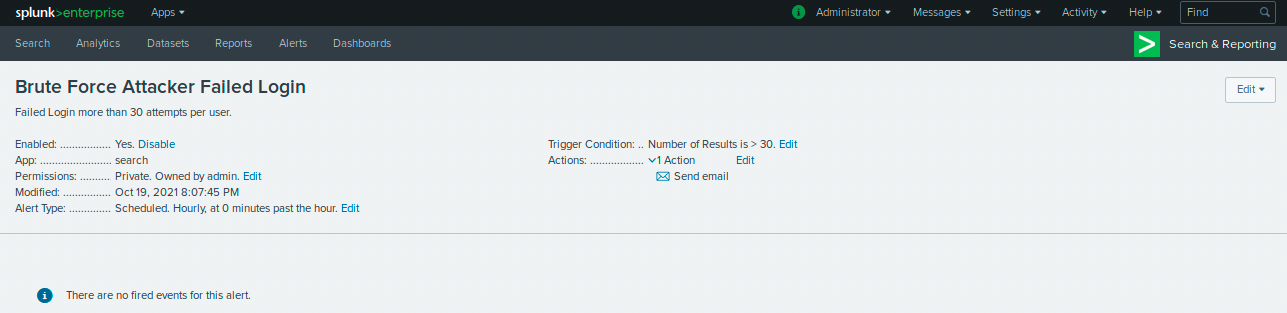 splunk>enterprise Apps Administrator Messages Settings Activity Help Find
Search Analytics Datasets Reports Alerts Dashboards Search & Reporting
Brute Force Attacker Failed Login Edit
Failed Login more than 30 attempts per user.
Enabled: ................. Yes. Disable Trigger Condition: .. Number of Results is > 30. Edit
App: ........................ search Actions: .................. 1 Action Edit
Permissions: ........... Private. Owned by admin. Edit Send email
Modified: ................ Oct 19, 2021 8:07:45 PM
Alert Type: .............. Scheduled. Hourly, at 0 minutes past the hour. Edit
There are no fired events for this alert.